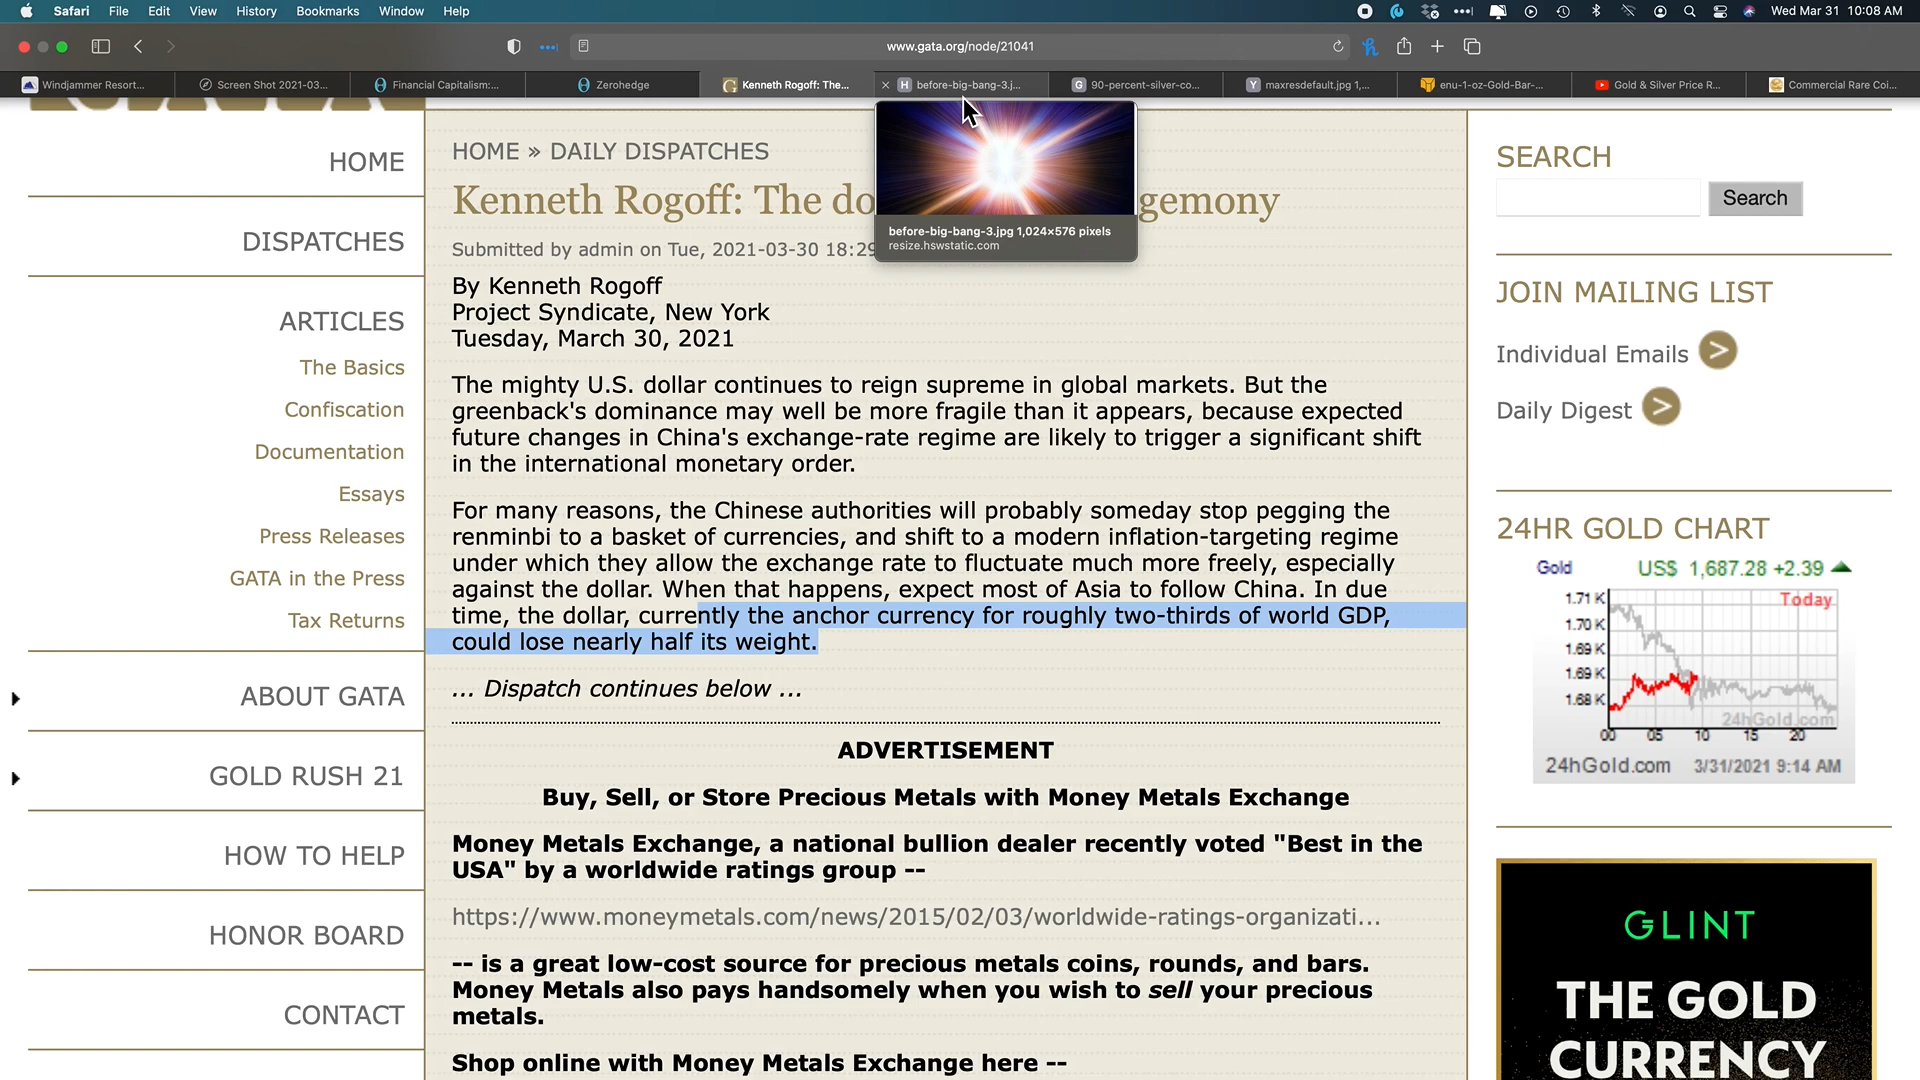 Safari File Edit View History Bookmarks Window Help
Wed Mar 31 10:08 AM
www.gata.org/node/21041
Windjammer Resort...
Screen Shot 2021-03...
Financial Capitalism:...
Zerohedge
Kenneth Rogoff: The...
before-big-bang-3.j...
90-percent-silver-co...
maxresdefault.jpg 1,...
enu-1-oz-Gold-Bar-...
Gold & Silver Price R...
Commercial Rare Coi...
before-big-bang-3.jpg 1,024×576 pixels
resize.hswstatic.com
HOME
DISPATCHES
ARTICLES
The Basics
Confiscation
Documentation
Essays
Press Releases
GATA in the Press
Tax Returns
ABOUT GATA
GOLD RUSH 21
HOW TO HELP
HONOR BOARD
CONTACT
HOME » DAILY DISPATCHES
Kenneth Rogoff: The do gemony
Submitted by admin on Tue, 2021-03-30 18:29
By Kenneth Rogoff
Project Syndicate, New York
Tuesday, March 30, 2021
The mighty U.S. dollar continues to reign supreme in global markets. But the
greenback's dominance may well be more fragile than it appears, because expected
future changes in China's exchange-rate regime are likely to trigger a significant shift
in the international monetary order.
For many reasons, the Chinese authorities will probably someday stop pegging the
renminbi to a basket of currencies, and shift to a modern inflation-targeting regime
under which they allow the exchange rate to fluctuate much more freely, especially
against the dollar. When that happens, expect most of Asia to follow China. In due
time, the dollar, currently the anchor currency for roughly two-thirds of world GDP,
could lose nearly half its weight.
... Dispatch continues below ...
ADVERTISEMENT
Buy, Sell, or Store Precious Metals with Money Metals Exchange
Money Metals Exchange, a national bullion dealer recently voted "Best in the
USA" by a worldwide ratings group --
https://www.moneymetals.com/news/2015/02/03/worldwide-ratings-organizati...
-- is a great low-cost source for precious metals coins, rounds, and bars.
Money Metals also pays handsomely when you wish to sell your precious
metals.
Shop online with Money Metals Exchange here --
SEARCH
Search
JOIN MAILING LIST
Individual Emails >
Daily Digest >
24HR GOLD CHART
Gold US$ 1,687.28 +2.39
Today
1.71 K
1.70 K
1.69 K
1.69 K
1.68 K
24hGold.com
00 05 10 15 20
24hGold.com 3/31/2021 9:14 AM
GLINT
THE GOLD
CURRENCY